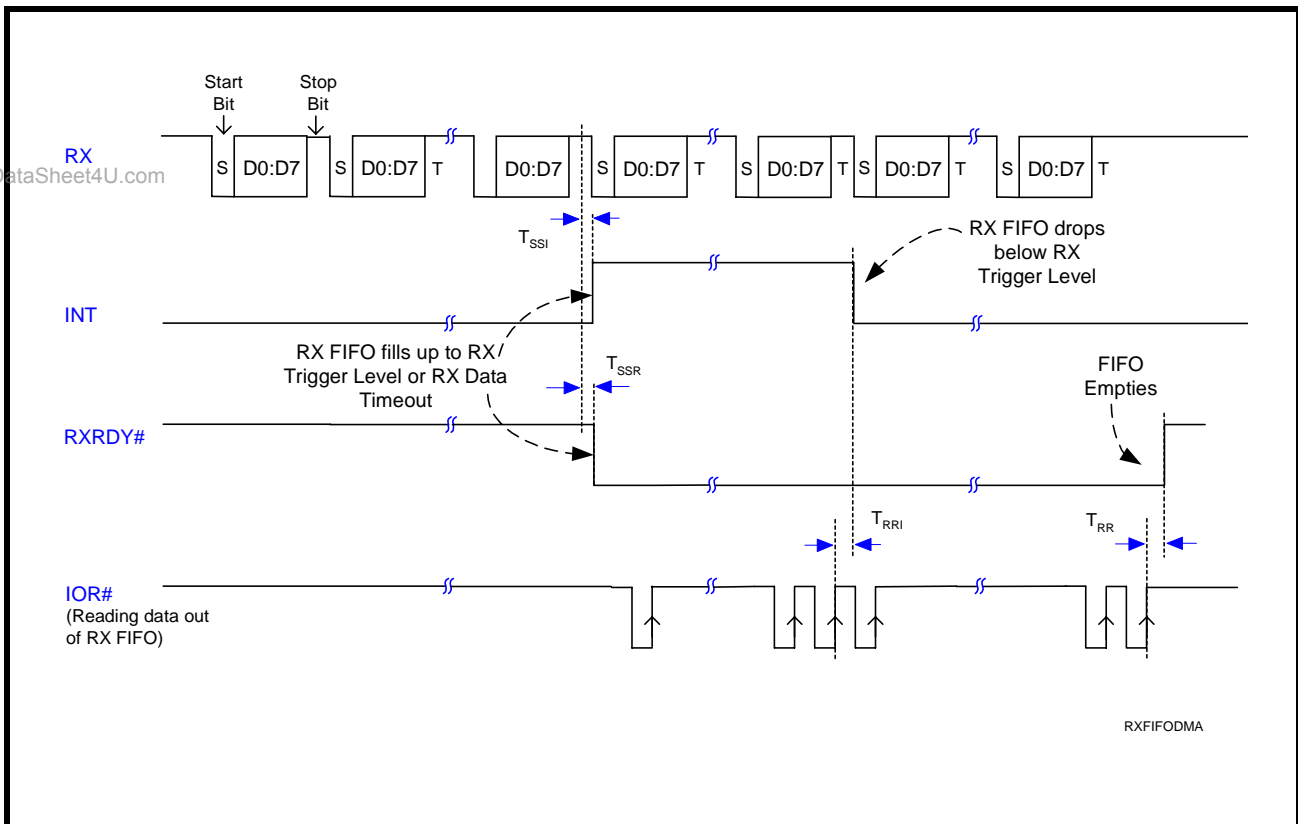 Start
Bit
Stop
Bit
RX
DataSheet4U.com
S D0:D7 S D0:D7 T D0:D7 S D0:D7 T S D0:D7 T S D0:D7 T S D0:D7 T
TSSI
RX FIFO drops
below RX
Trigger Level
INT
RX FIFO fills up to RX
Trigger Level or RX Data
Timeout
TSSR
FIFO
Empties
RXRDY#
TRRI
TRR
IOR#
(Reading data out
of RX FIFO)
RXFIFODMA